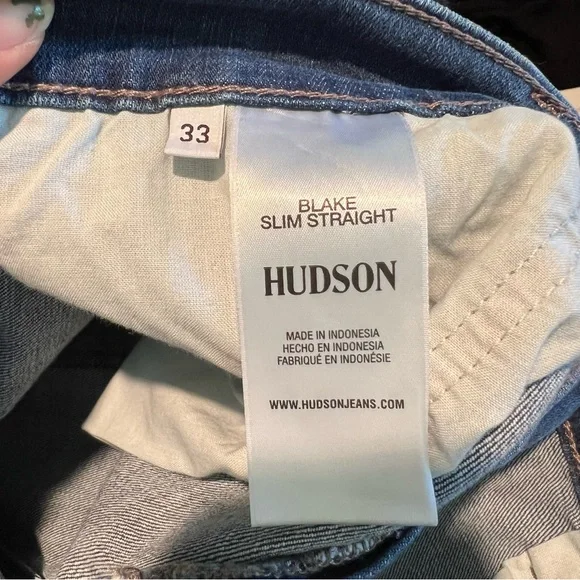 33
BLAKE
SLIM STRAIGHT
HUDSON
MADE IN INDONESIA
HECHO EN INDONESIA
FABRIQUÉ EN INDONÉSIE
WWW.HUDSONJEANS.COM